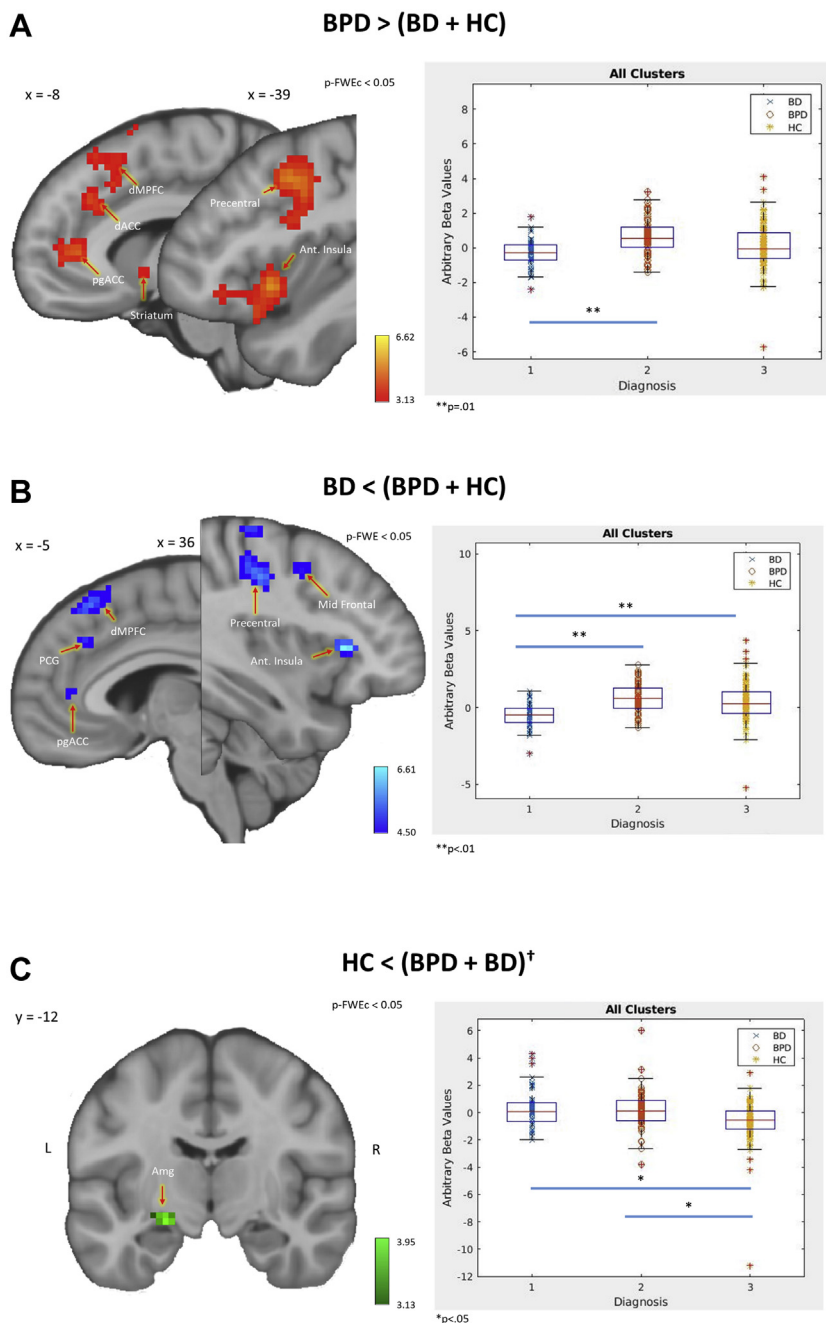 A
BPD > (BD + HC)
p-FWEc < 0.05
x = -8
x = -39
dMPFC
dACC
pgACC
Striatum
Precentral
Ant. Insula
6.62
3.13
All Clusters
BD
BPD
HC
Arbitrary Beta Values
8
6
4
2
0
-2
-4
-6
**
1
2
3
Diagnosis
**p=.01
B
BD < (BPD + HC)
p-FWE < 0.05
x = -5
x = 36
dMPFC
PCG
pgACC
Precentral
Mid Frontal
Ant. Insula
6.61
4.50
All Clusters
BD
BPD
HC
Arbitrary Beta Values
10
5
0
-5
**
**
1
2
3
Diagnosis
**p<.01
C
HC < (BPD + BD)†
p-FWEc < 0.05
y = -12
L
R
Amg
3.95
3.13
All Clusters
BD
BPD
HC
Arbitrary Beta Values
6
4
2
0
-2
-4
-6
-8
-10
-12
*
*
1
2
3
Diagnosis
*p<.05